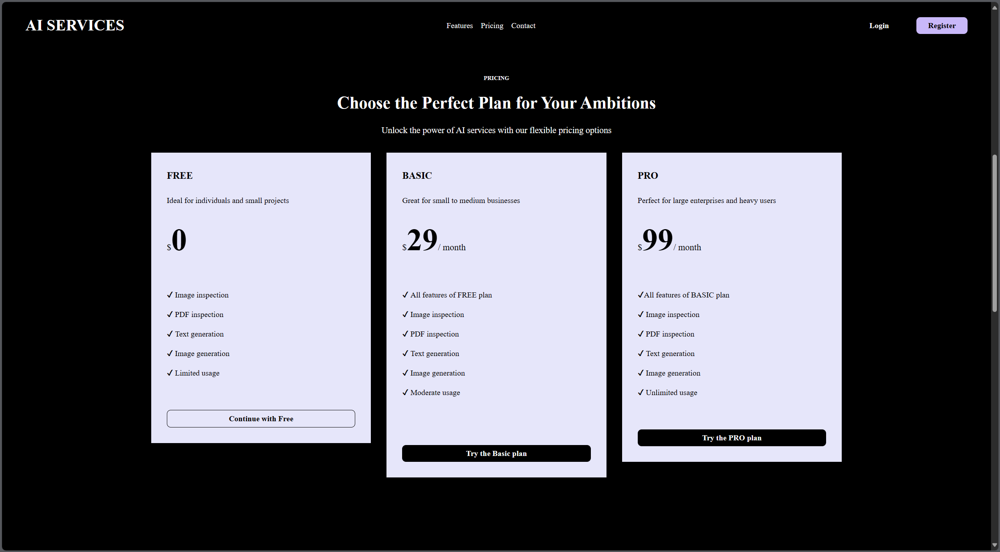 AI SERVICES
Features Pricing Contact
Login
Register
PRICING
Choose the Perfect Plan for Your Ambitions
Unlock the power of AI services with our flexible pricing options
FREE
Ideal for individuals and small projects
$0
✓ Image inspection
✓ PDF inspection
✓ Text generation
✓ Image generation
✓ Limited usage
Continue with Free
BASIC
Great for small to medium businesses
$29/ month
✓ All features of FREE plan
✓ Image inspection
✓ PDF inspection
✓ Text generation
✓ Image generation
✓ Moderate usage
Try the Basic plan
PRO
Perfect for large enterprises and heavy users
$99/ month
✓All features of BASIC plan
✓ Image inspection
✓ PDF inspection
✓ Text generation
✓ Image generation
✓ Unlimited usage
Try the PRO plan